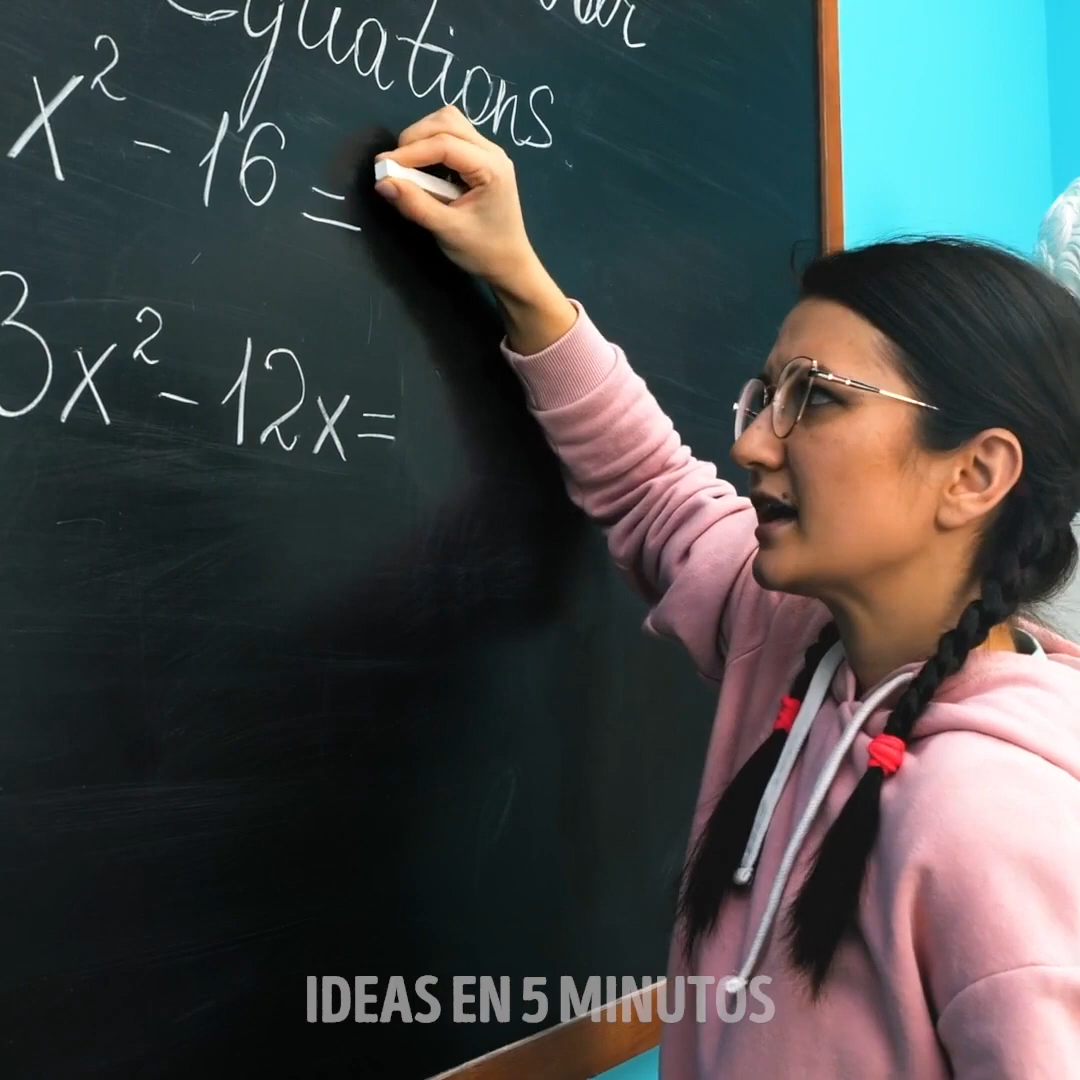 Equations
x² - 16 =
3x² - 12x =
IDEAS EN 5 MINUTOS